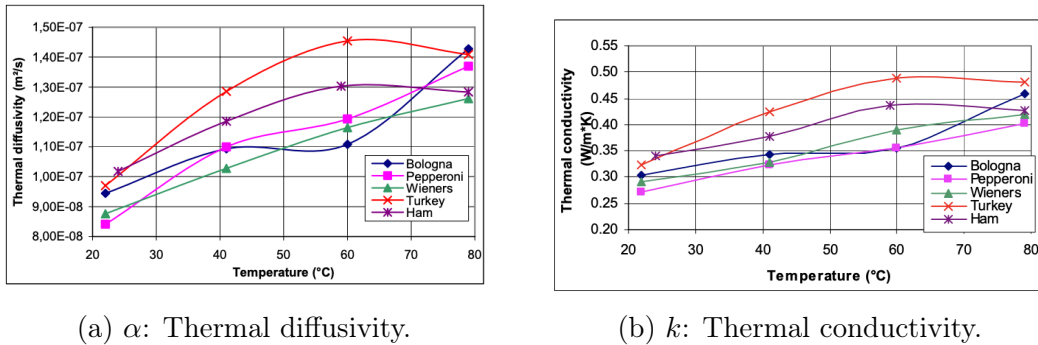 1,50E-07
1,40E-07
1,30E-07
1,20E-07
1,10E-07
1,00E-07
9,00E-08
8,00E-08
Thermal diffusivity (m²/s)
20 30 40 50 60 70 80
Temperature (°C)
Bologna
Pepperoni
Wieners
Turkey
Ham
(a) α: Thermal diffusivity.
0.55
0.50
0.45
0.40
0.35
0.30
0.25
0.20
Thermal conductivity
(W/m*K)
20 30 40 50 60 70 80
Temperature (°C)
Bologna
Pepperoni
Wieners
Turkey
Ham
(b) k: Thermal conductivity.